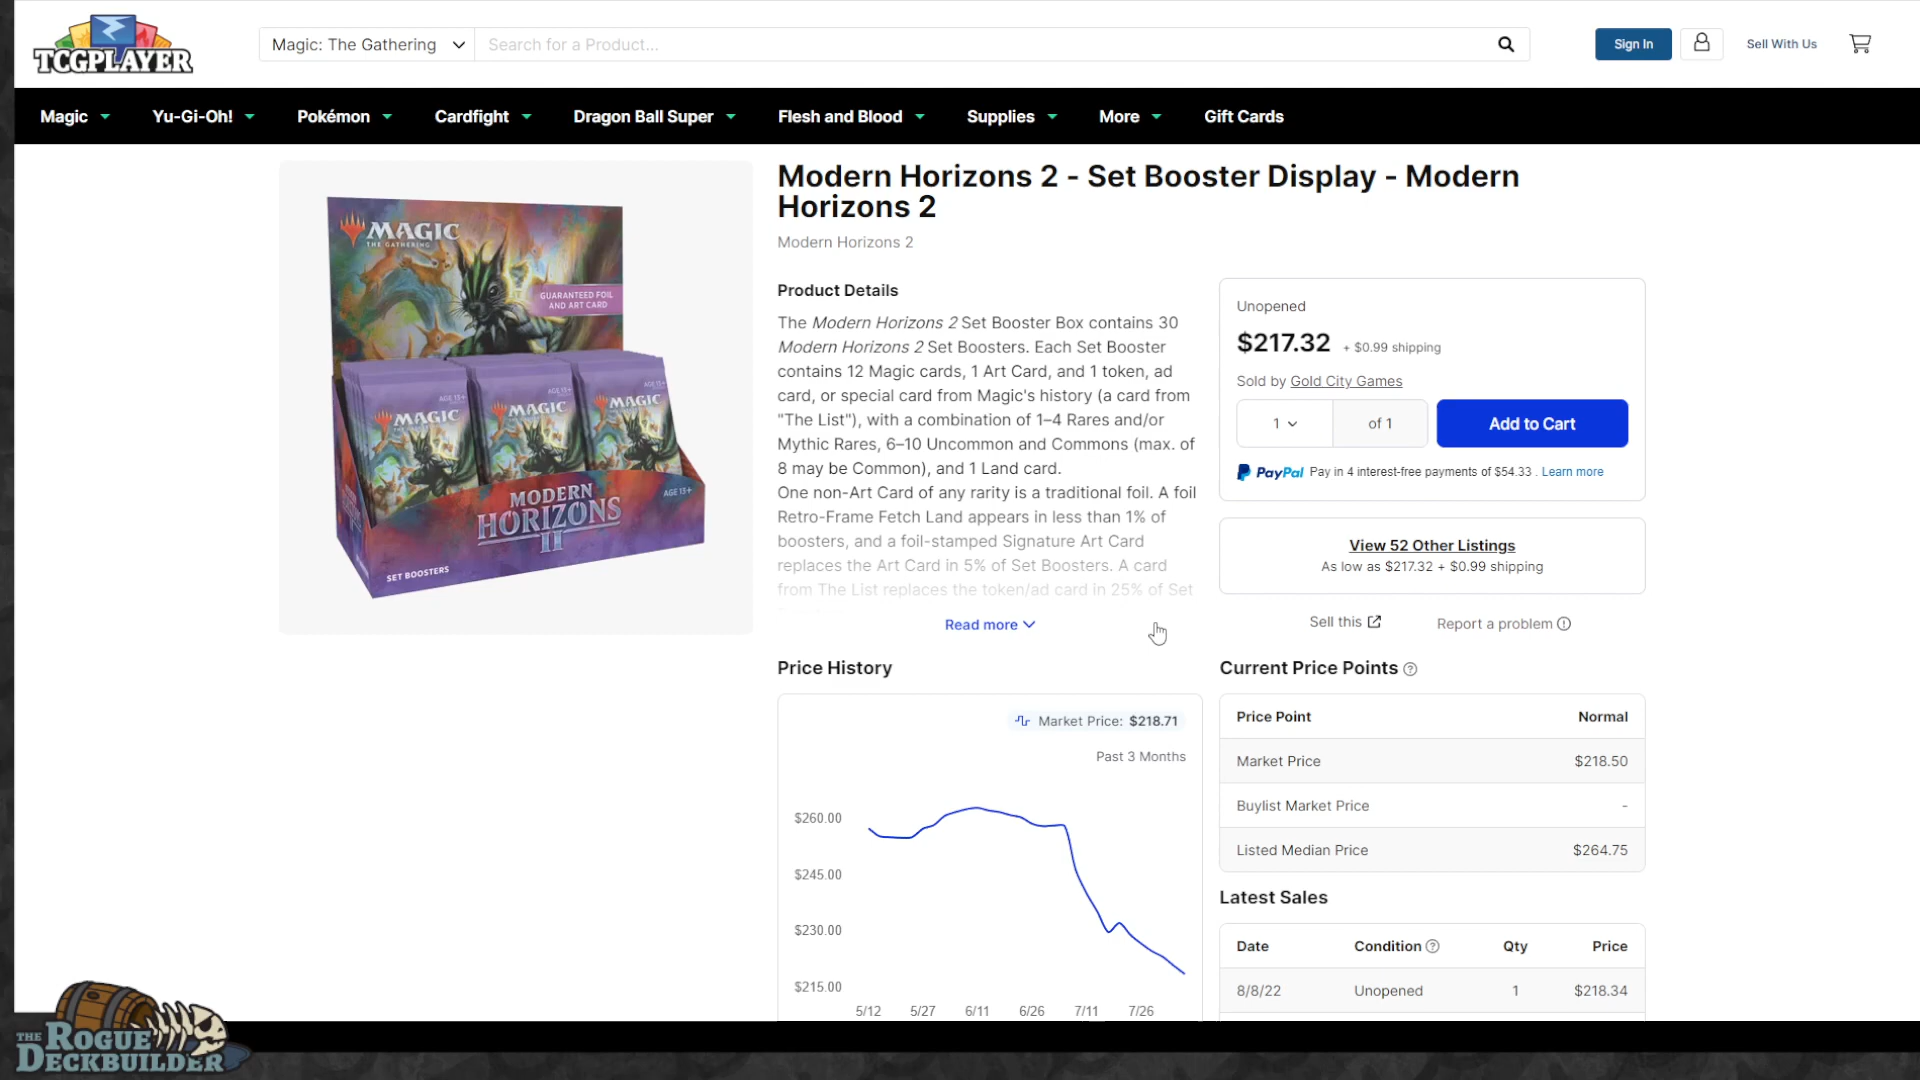 TCGPLAYER
Magic: The Gathering
Search for a Product...
Sign In
Sell With Us
Magic
Yu-Gi-Oh!
Pokémon
Cardfight
Dragon Ball Super
Flesh and Blood
Supplies
More
Gift Cards
MAGIC
THE GATHERING
GUARANTEED FOIL
AND ART CARD
AGE 13+
AGE 13+
AGE 13+
MAGIC
MAGIC
MAGIC
MODERN
HORIZONS
II
AGE 13+
SET BOOSTERS
Modern Horizons 2 - Set Booster Display - Modern
Horizons 2
Modern Horizons 2
Product Details
The Modern Horizons 2 Set Booster Box contains 30
Modern Horizons 2 Set Boosters. Each Set Booster
contains 12 Magic cards, 1 Art Card, and 1 token, ad
card, or special card from Magic's history (a card from
"The List"), with a combination of 1–4 Rares and/or
Mythic Rares, 6–10 Uncommon and Commons (max. of
8 may be Common), and 1 Land card.
One non-Art Card of any rarity is a traditional foil. A foil
Retro-Frame Fetch Land appears in less than 1% of
boosters, and a foil-stamped Signature Art Card
replaces the Art Card in 5% of Set Boosters. A card
from The List replaces the token/ad card in 25% of Set
Read more
Unopened
$217.32 + $0.99 shipping
Sold by Gold City Games
1 of 1 Add to Cart
PayPal Pay in 4 interest-free payments of $54.33 . Learn more
View 52 Other Listings
As low as $217.32 + $0.99 shipping
Sell this
Report a problem
Price History
Market Price: $218.71
Past 3 Months
$260.00
$245.00
$230.00
$215.00
5/12 5/27 6/11 6/26 7/11 7/26
Current Price Points
Price Point Normal
Market Price $218.50
Buylist Market Price -
Listed Median Price $264.75
Latest Sales
Date Condition Qty Price
8/8/22 Unopened 1 $218.34
THE ROGUE
DECKBUILDER